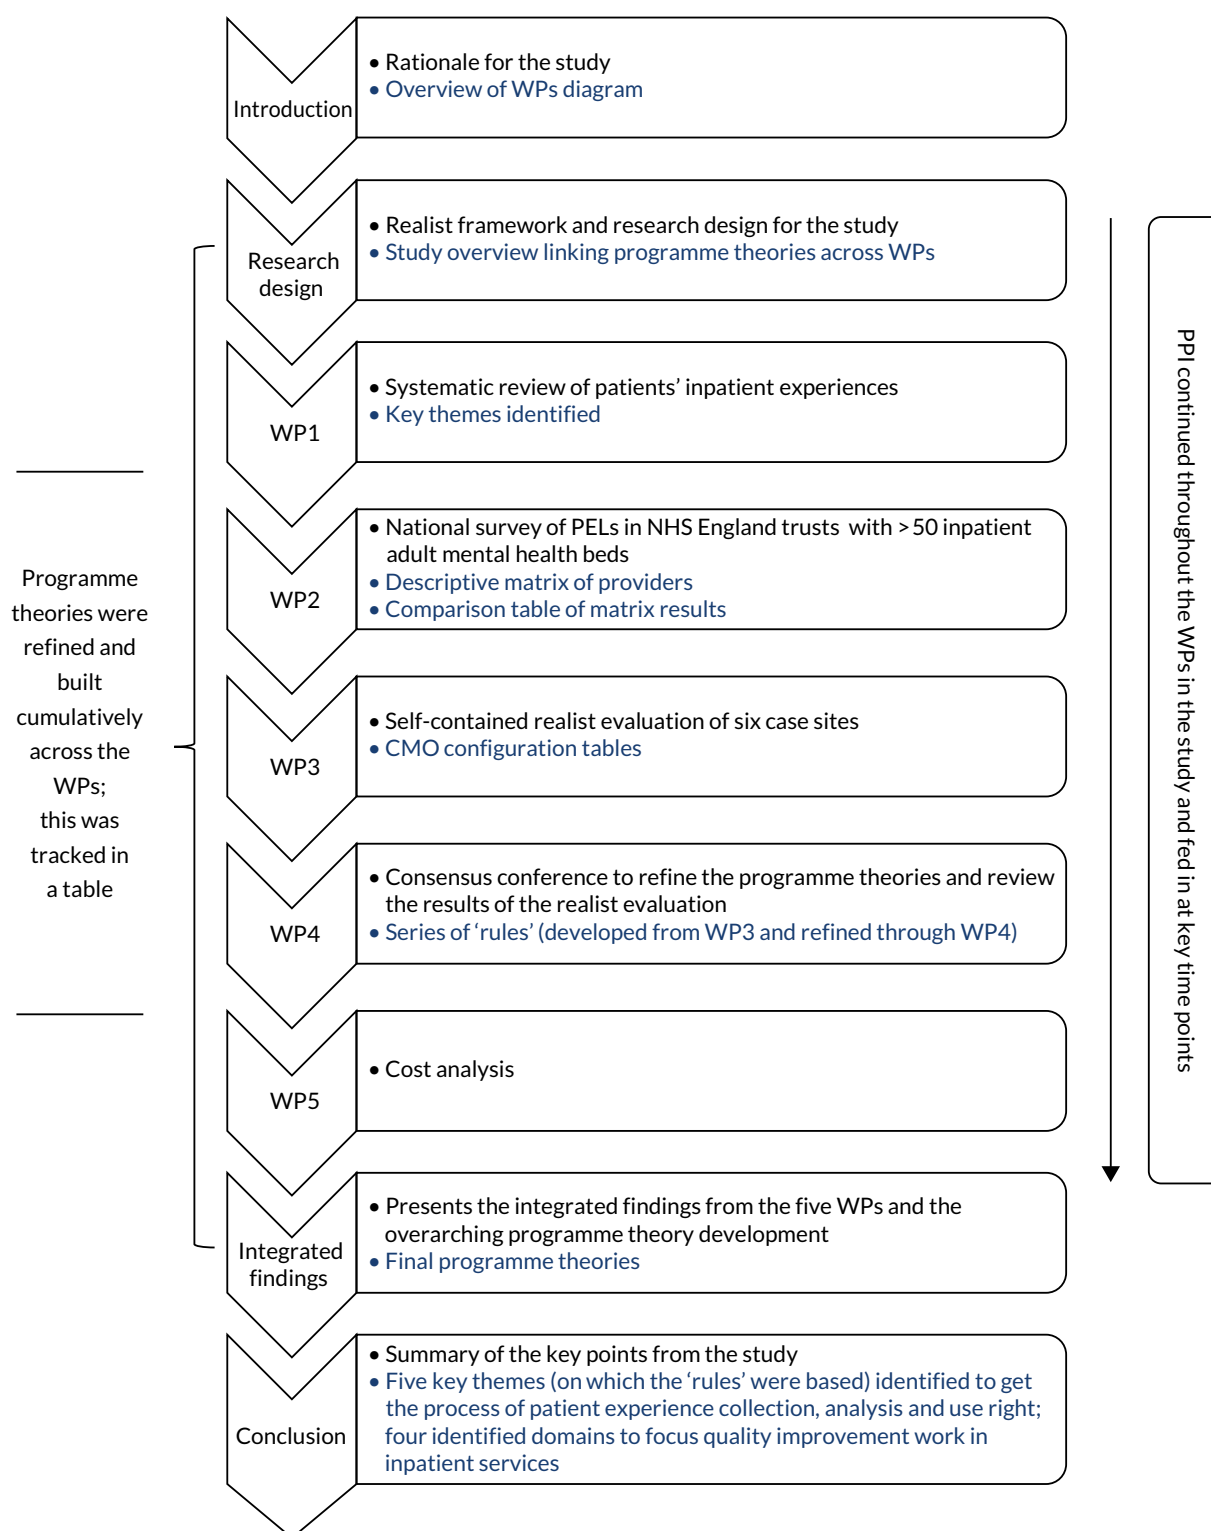 Introduction
• Rationale for the study
• Overview of WPs diagram
Research
design
• Realist framework and research design for the study
• Study overview linking programme theories across WPs
WP1
• Systematic review of patients’ inpatient experiences
• Key themes identified
WP2
• National survey of PELs in NHS England trusts with >50 inpatient
adult mental health beds
• Descriptive matrix of providers
• Comparison table of matrix results
WP3
• Self-contained realist evaluation of six case sites
• CMO configuration tables
WP4
• Consensus conference to refine the programme theories and review
the results of the realist evaluation
• Series of ‘rules’ (developed from WP3 and refined through WP4)
WP5
• Cost analysis
Integrated
findings
• Presents the integrated findings from the five WPs and the
overarching programme theory development
• Final programme theories
Conclusion
• Summary of the key points from the study
• Five key themes (on which the ‘rules’ were based) identified to get
the process of patient experience collection, analysis and use right;
four identified domains to focus quality improvement work in
inpatient services
Programme
theories were
refined and
built
cumulatively
across the
WPs;
this was
tracked in
a table
PPI continued throughout the WPs in the study and fed in at key time points